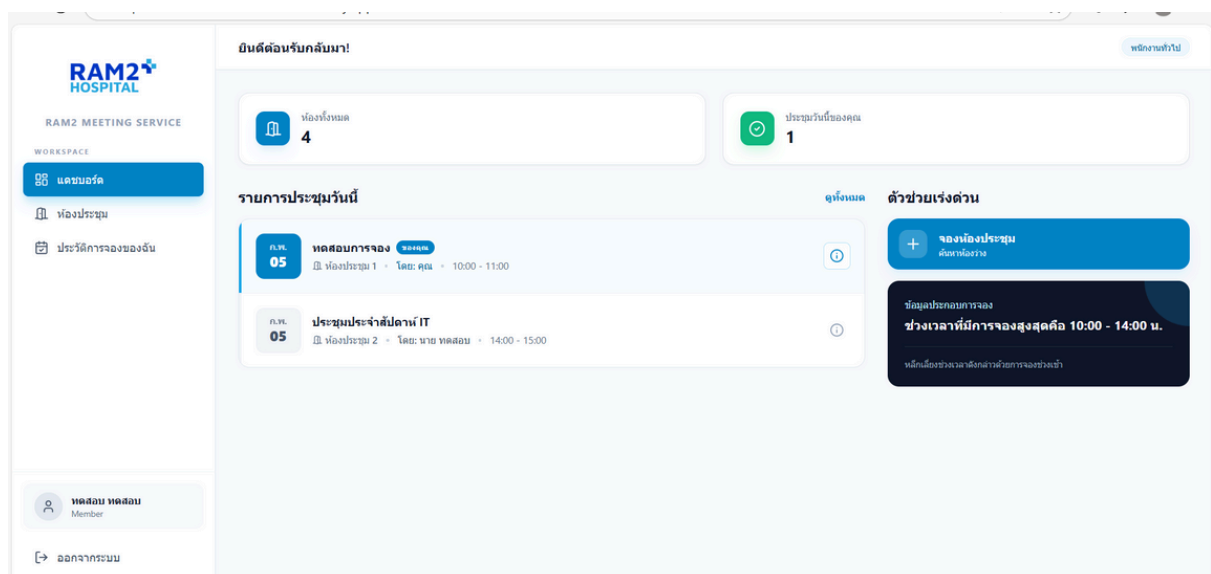 RAM2
HOSPITAL
RAM2 MEETING SERVICE
WORKSPACE
แดชบอร์ด
ห้องประชุม
ประวัติการจองของฉัน
ทดสอบ ทดสอบ
Member
ออกจากระบบ
ยินดีต้อนรับกลับมา!
พนักงานทั่วไป
ห้องทั้งหมด
4
ประชุมวันนี้ของคุณ
1
รายการประชุมวันนี้
ดูทั้งหมด
ก.พ.
05
ทดสอบการจอง ของคุณ
ห้องประชุม 1 • โดย: คุณ • 10:00 - 11:00
ก.พ.
05
ประชุมประจำสัปดาห์ IT
ห้องประชุม 2 • โดย: นาย ทดสอบ • 14:00 - 15:00
ตัวช่วยเร่งด่วน
จองห้องประชุม
ค้นหาห้องว่าง
ข้อมูลประกอบการจอง
ช่วงเวลาที่มีการจองสูงสุดคือ 10:00 - 14:00 น.
หลีกเลี่ยงช่วงเวลาดังกล่าวด้วยการจองช่วงเช้า